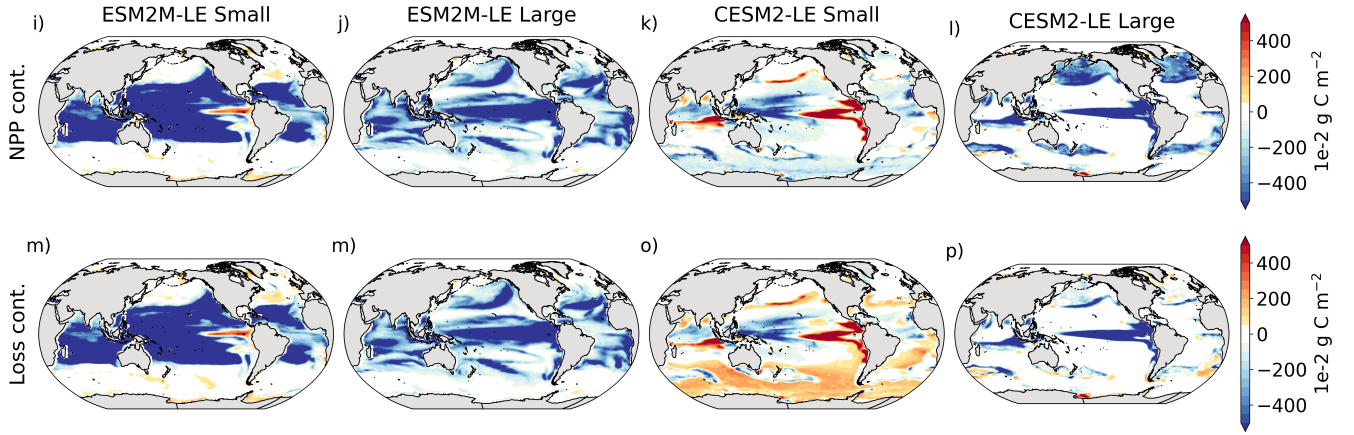 ESM2M-LE Small
ESM2M-LE Large
CESM2-LE Small
CESM2-LE Large
i)
j)
k)
l)
NPP cont.
400
200
0
−200
−400
1e-2 g C m⁻²
m)
m)
o)
p)
Loss cont.
400
200
0
−200
−400
1e-2 g C m⁻²